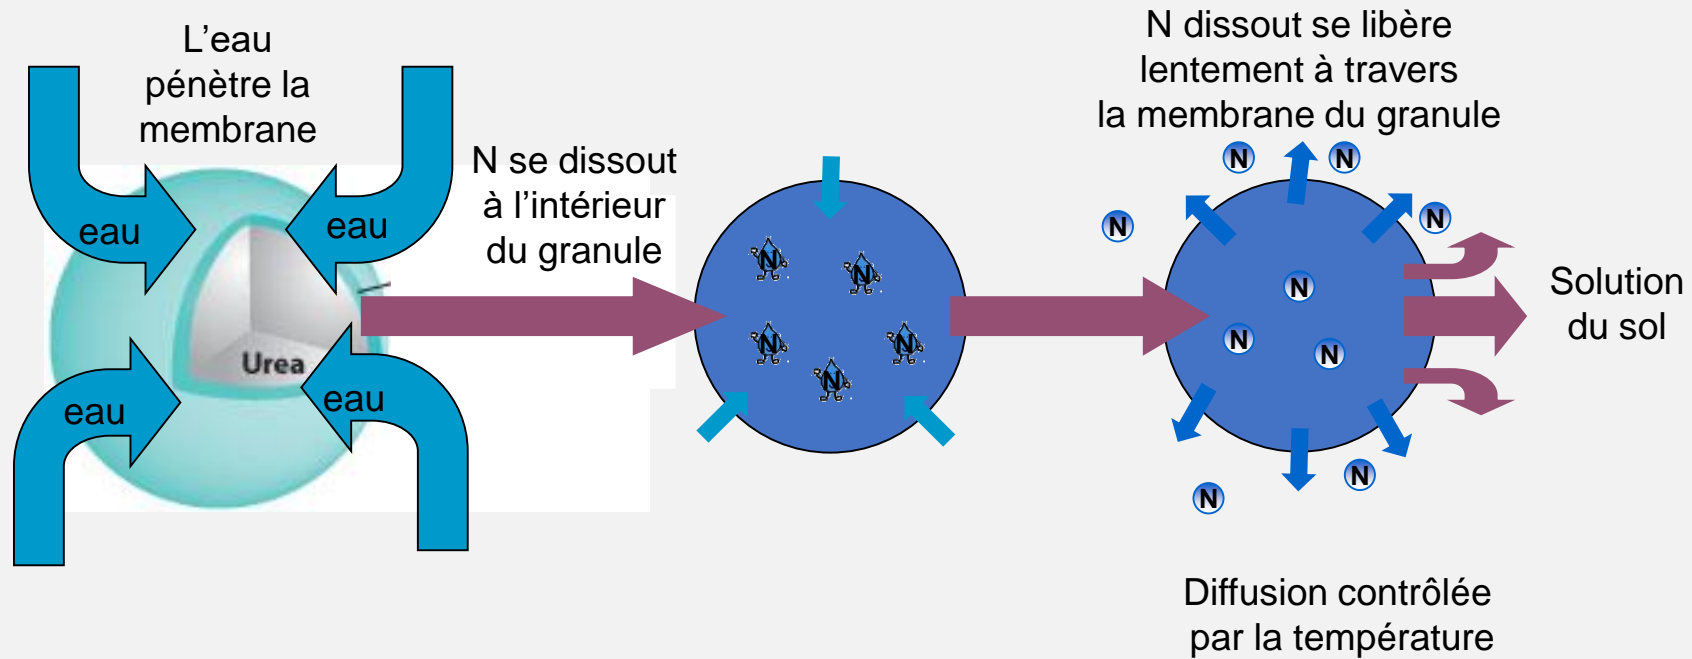 L’eau
pénètre la
membrane
eau
eau
Urea
eau
eau
N se dissout
à l’intérieur
du granule
N
N
N
N
N
N dissout se libère
lentement à travers
la membrane du granule
N
N
N
N
N
N
N
N
N
Solution
du sol
Diffusion contrôlée
par la température